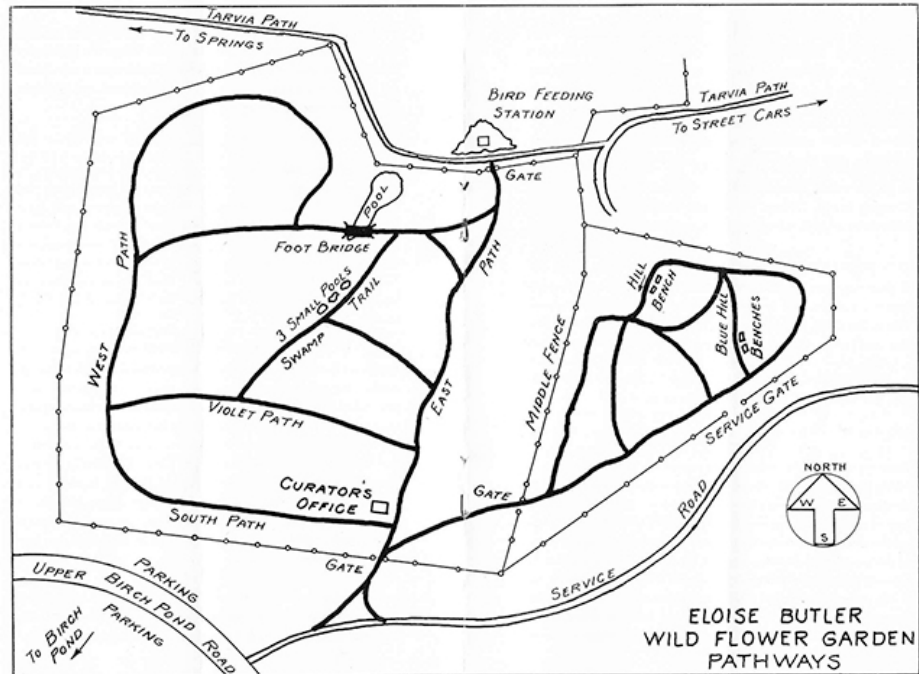 TARVIA PATH
TO SPRINGS
BIRD FEEDING
STATION
TARVIA PATH
TO STREET CARS
GATE
POOL
FOOT BRIDGE
PATH
WEST
3 SMALL POOLS
SWAMP TRAIL
PATH
EAST
VIOLET PATH
MIDDLE FENCE
HILL
BENCH
BLUE HILL
BENCHES
SERVICE GATE
CURATOR'S
OFFICE
GATE
SOUTH PATH
GATE
SERVICE ROAD
NORTH
W E
S
PARKING
UPPER BIRCH POND ROAD
PARKING
TO BIRCH
POND
ELOISE BUTLER
WILD FLOWER GARDEN
PATHWAYS